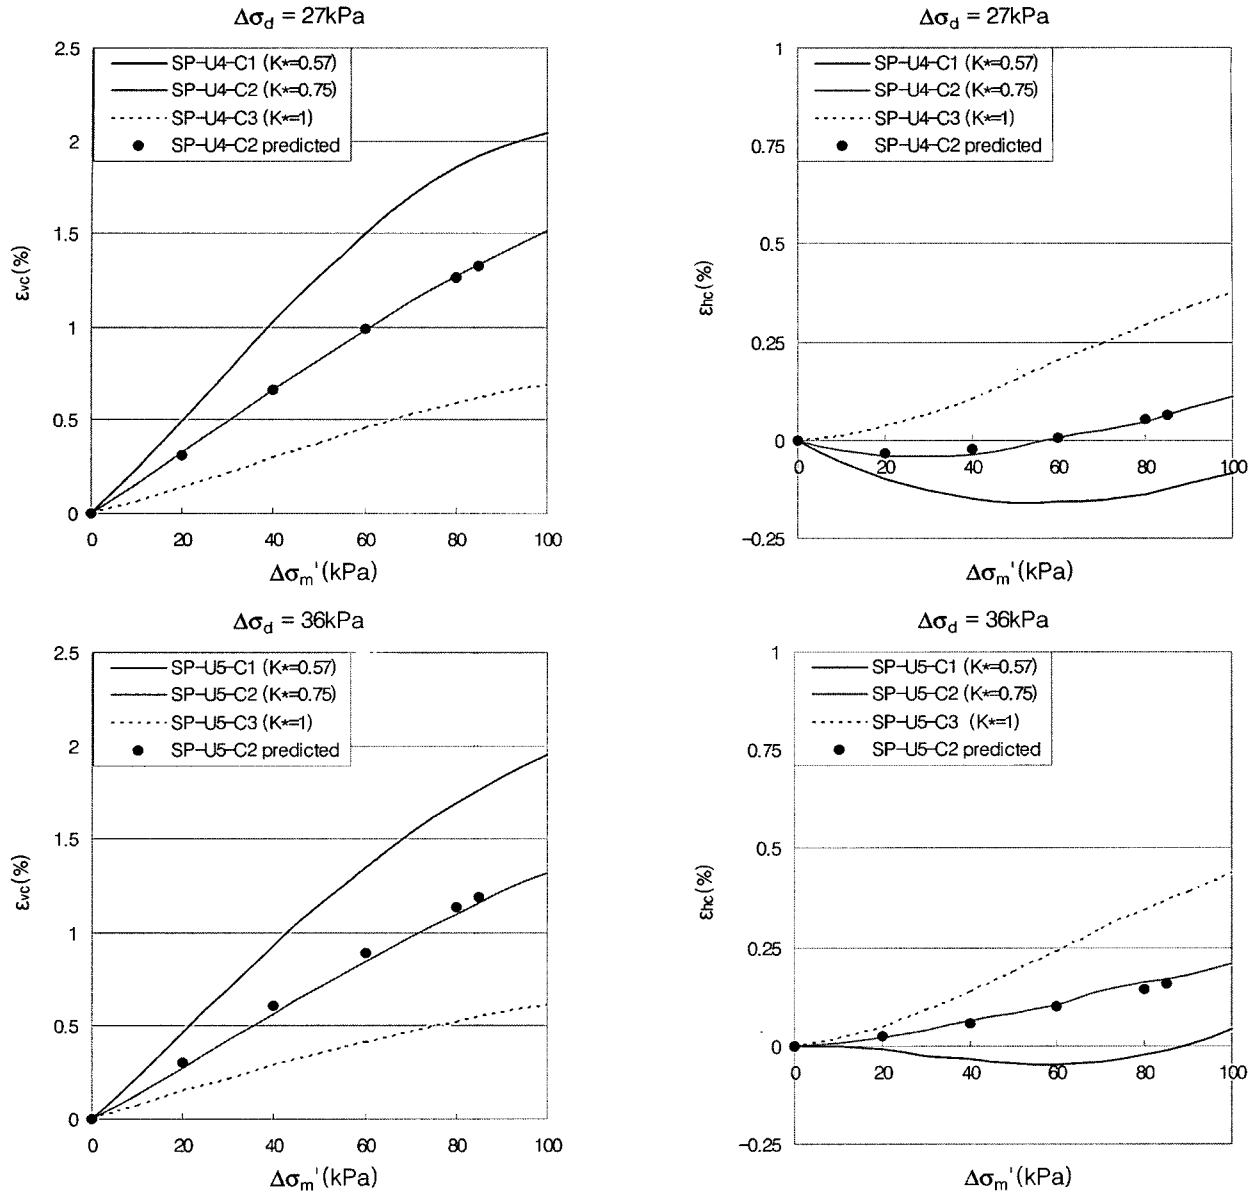 Δσd = 27kPa
2.5
2
1.5
1
0.5
0
SP-U4-C1 (K*=0.57)
SP-U4-C2 (K*=0.75)
SP-U4-C3 (K*=1)
SP-U4-C2 predicted
εvc(%)
0 20 40 60 80 100
Δσm'(kPa)
Δσd = 27kPa
1
0.75
0.5
0.25
0
-0.25
SP-U4-C1 (K*=0.57)
SP-U4-C2 (K*=0.75)
SP-U4-C3 (K*=1)
SP-U4-C2 predicted
εhc(%)
0 20 40 60 80 100
Δσm'(kPa)
Δσd = 36kPa
2.5
2
1.5
1
0.5
0
SP-U5-C1 (K*=0.57)
SP-U5-C2 (K*=0.75)
SP-U5-C3 (K*=1)
SP-U5-C2 predicted
εvc(%)
0 20 40 60 80 100
Δσm'(kPa)
Δσd = 36kPa
1
0.75
0.5
0.25
0
-0.25
SP-U5-C1 (K*=0.57)
SP-U5-C2 (K*=0.75)
SP-U5-C3 (K*=1)
SP-U5-C2 predicted
εhc(%)
0 20 40 60 80 100
Δσm'(kPa)